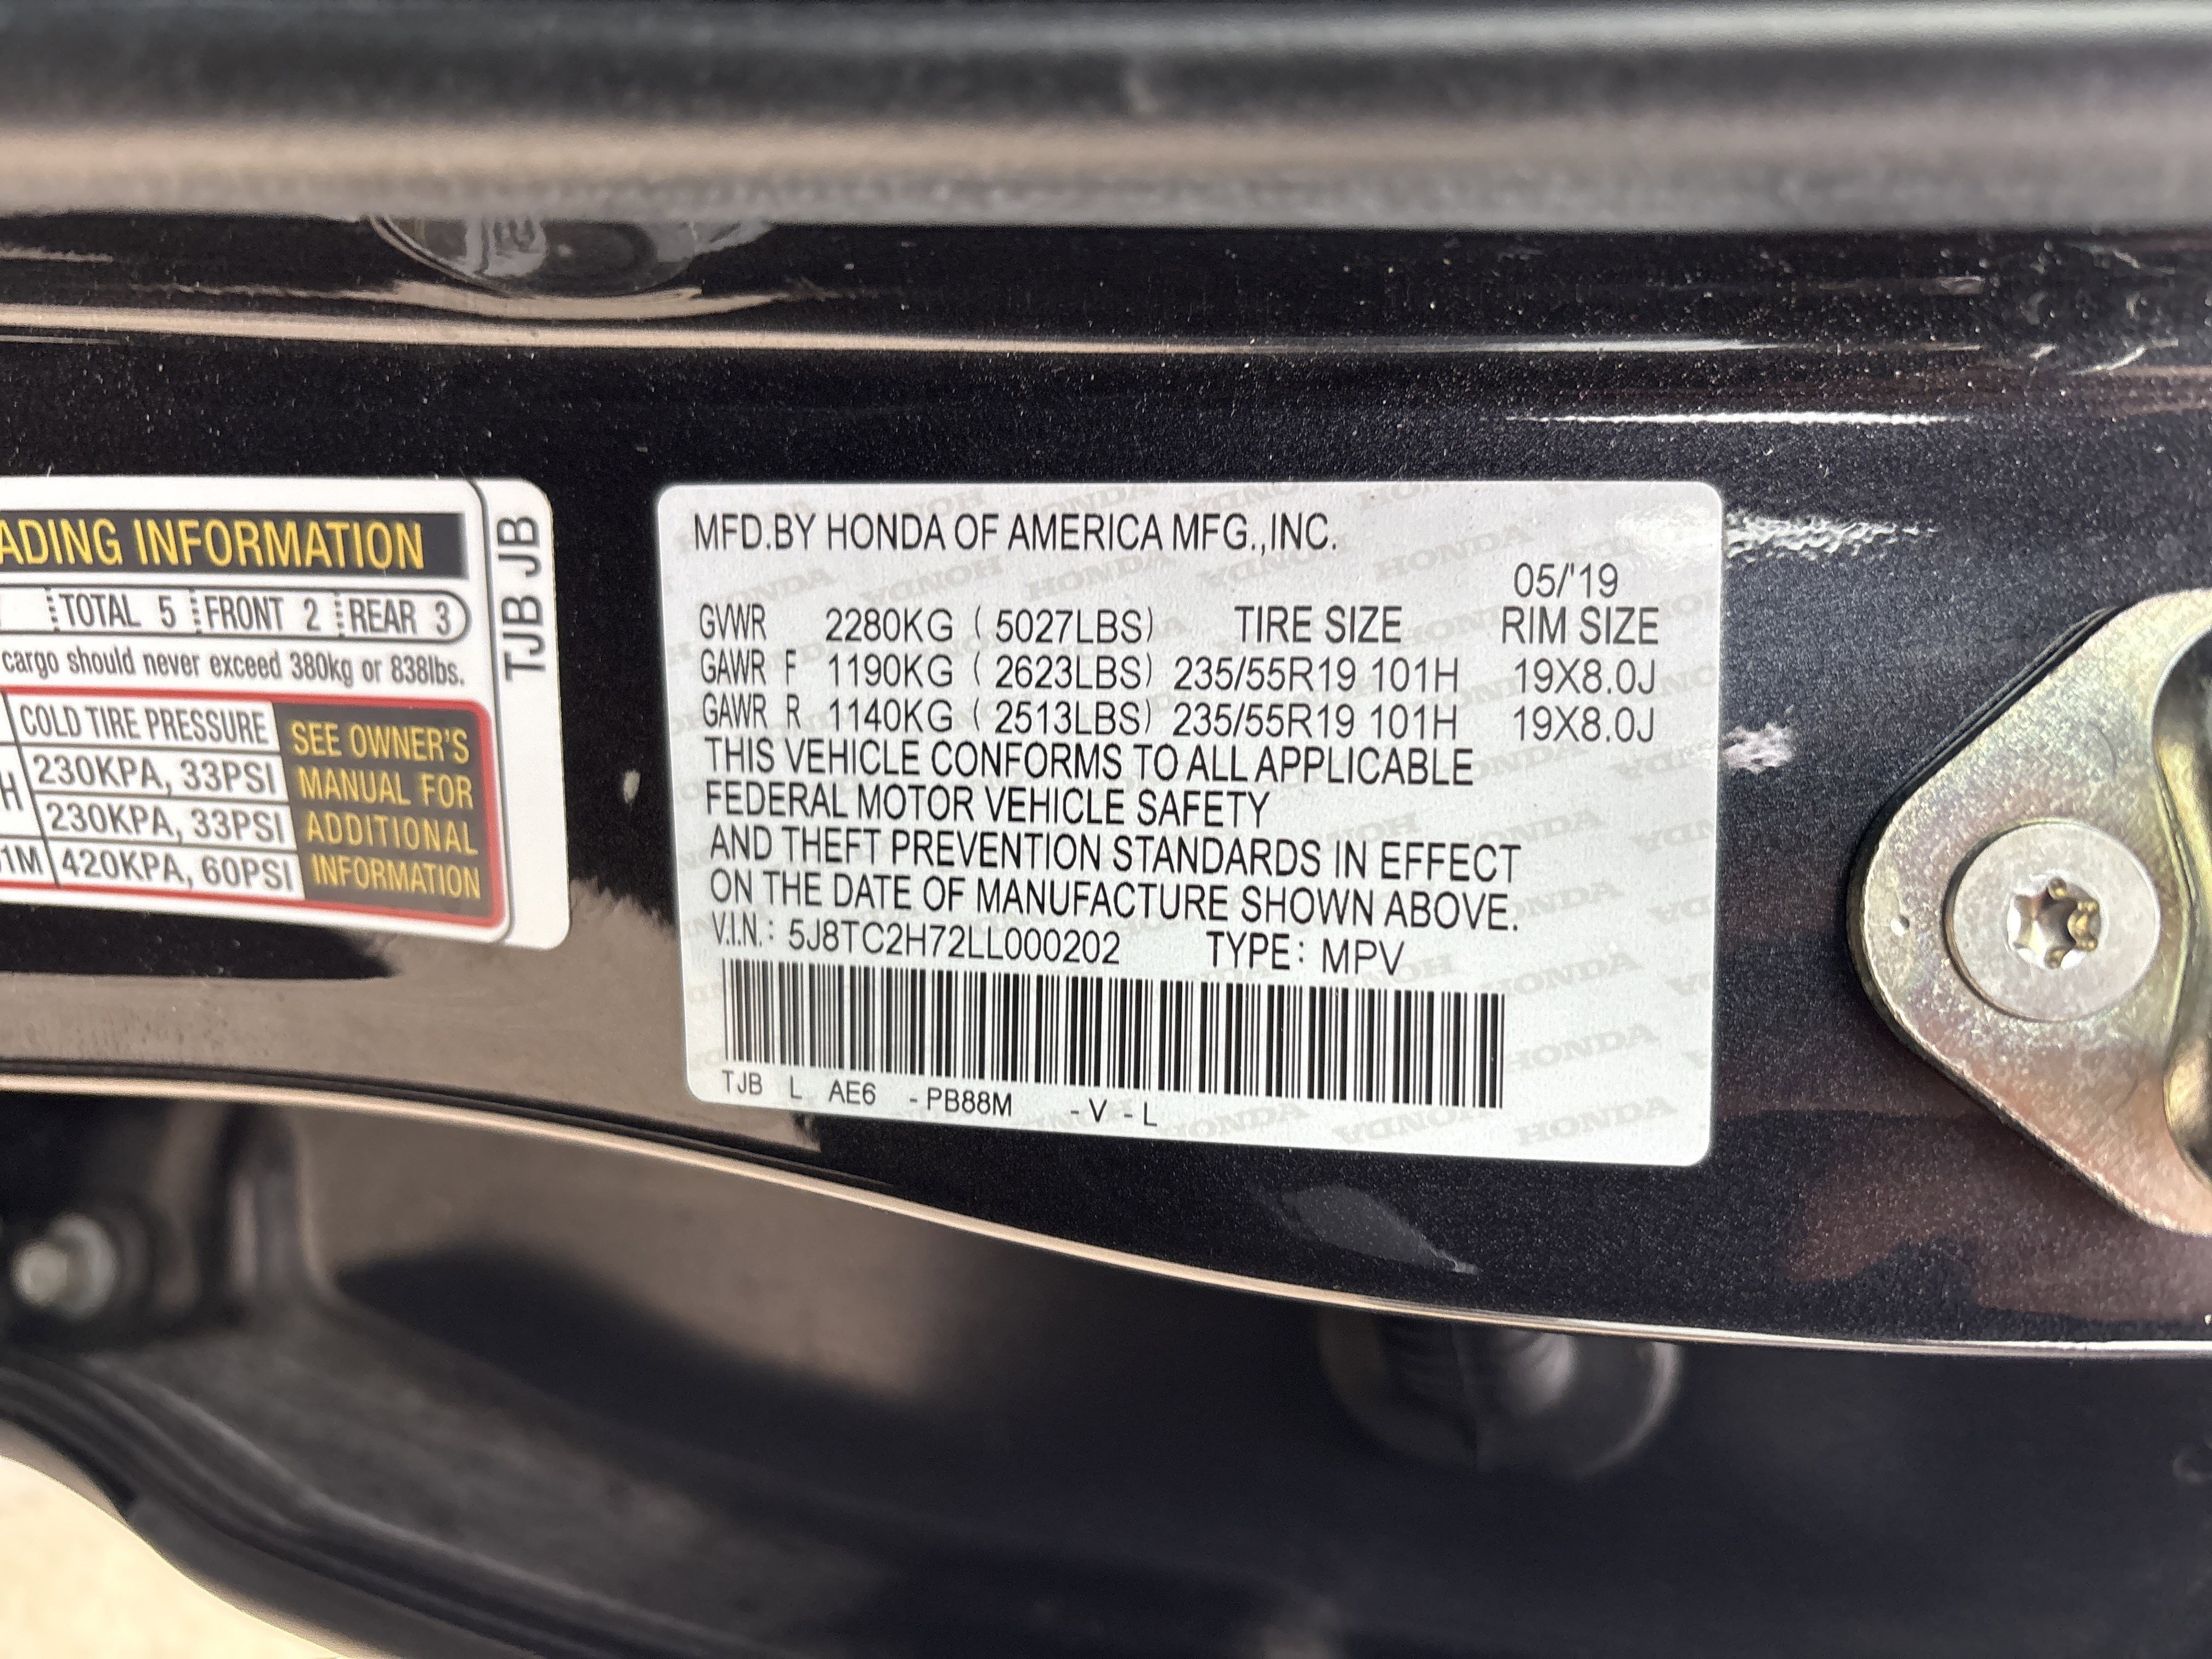 ADING INFORMATION
TOTAL 5 FRONT 2 REAR 3
cargo should never exceed 380kg or 838lbs.
COLD TIRE PRESSURE
H 230KPA, 33PSI
230KPA, 33PSI
1M 420KPA, 60PSI
SEE OWNER'S
MANUAL FOR
ADDITIONAL
INFORMATION
TJB JB
MFD.BY HONDA OF AMERICA MFG.,INC.
05/'19
GVWR 2280KG ( 5027LBS) TIRE SIZE RIM SIZE
GAWR F 1190KG ( 2623LBS) 235/55R19 101H 19X8.0J
GAWR R 1140KG ( 2513LBS) 235/55R19 101H 19X8.0J
THIS VEHICLE CONFORMS TO ALL APPLICABLE
FEDERAL MOTOR VEHICLE SAFETY
AND THEFT PREVENTION STANDARDS IN EFFECT
ON THE DATE OF MANUFACTURE SHOWN ABOVE.
V.I.N.: 5J8TC2H72LL000202 TYPE: MPV
TJB L AE6 -PB88M -V -L